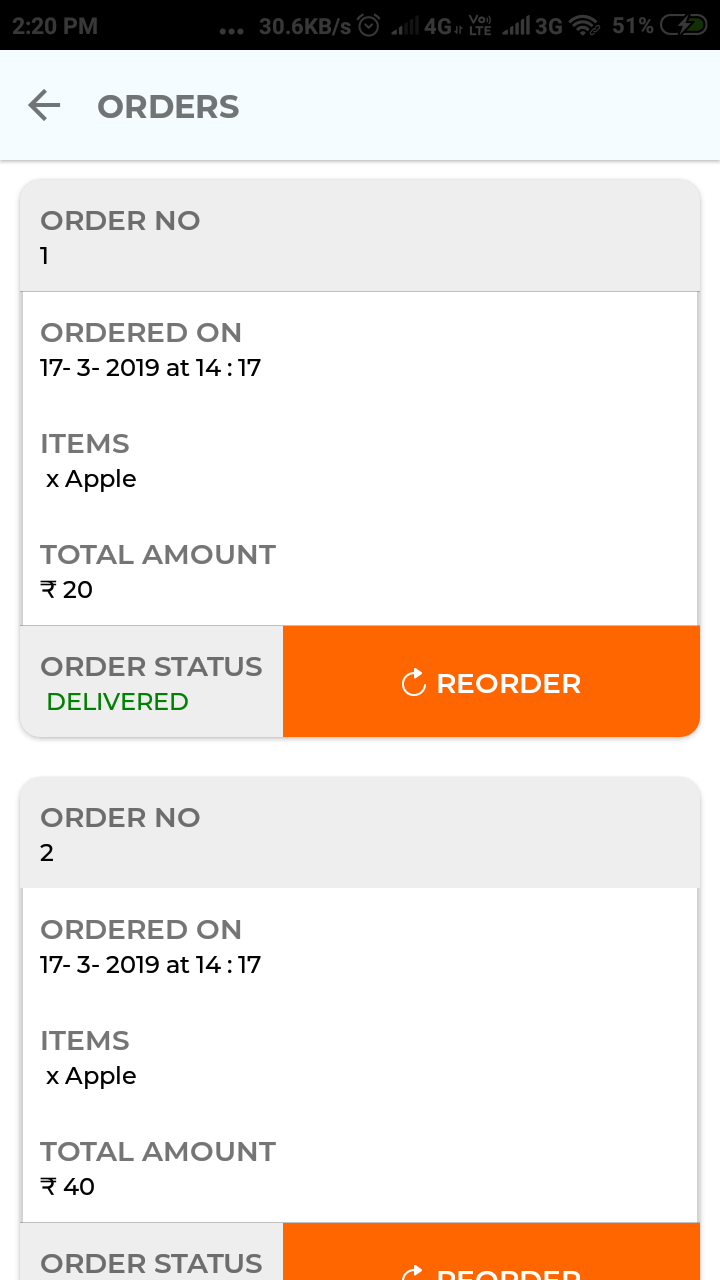 2:20 PM ... 30.6KB/s 4G Vo) LTE 3G 51%
ORDERS
ORDER NO
1
ORDERED ON
17- 3- 2019 at 14 : 17
ITEMS
x Apple
TOTAL AMOUNT
₹ 20
ORDER STATUS
DELIVERED
REORDER
ORDER NO
2
ORDERED ON
17- 3- 2019 at 14 : 17
ITEMS
x Apple
TOTAL AMOUNT
₹ 40
ORDER STATUS
REORDER